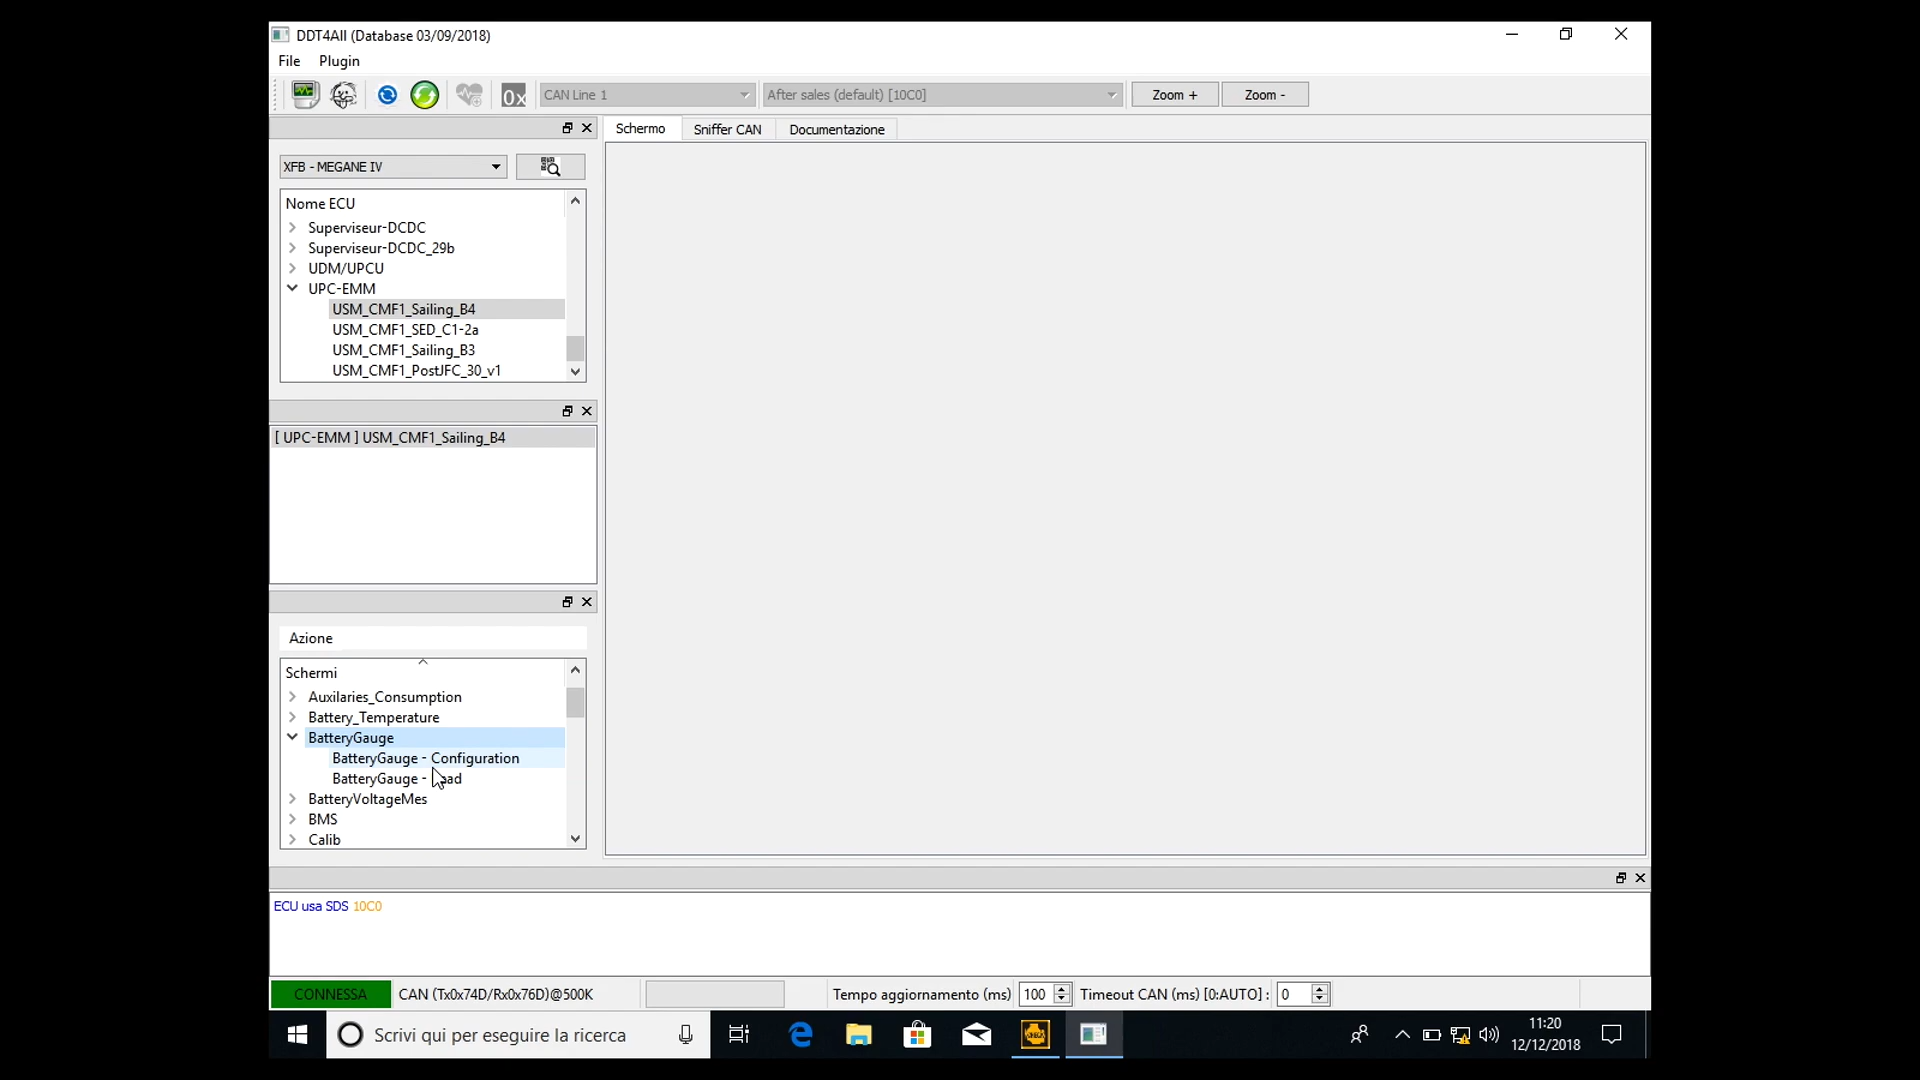 DDT4All (Database 03/09/2018)
File Plugin
0x CAN Line 1 After sales (default) [10C0] Zoom + Zoom -
Schermo Sniffer CAN Documentazione
XFB - MEGANE IV
Nome ECU
Superviseur-DCDC
Superviseur-DCDC_29b
UDM/UPCU
UPC-EMM
USM_CMF1_Sailing_B4
USM_CMF1_SED_C1-2a
USM_CMF1_Sailing_B3
USM_CMF1_PostJFC_30_v1
[ UPC-EMM ] USM_CMF1_Sailing_B4
Azione
Schermi
Auxilaries_Consumption
Battery_Temperature
BatteryGauge
BatteryGauge - Configuration
BatteryGauge -
BatteryVoltageMes
BMS
Calib
ECU usa SDS 10C0
CONNESSA CAN (Tx0x74D/Rx0x76D)@500K Tempo aggiornamento (ms) 100 Timeout CAN (ms) [0:AUTO] : 0
Scrivi qui per eseguire la ricerca
11:20
12/12/2018